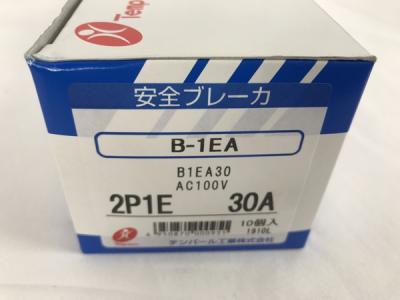 安全ブレーカ
B-1EA
B1EA30
AC100V
2P1E 30A
10個入
1910L
テンパール工業株式会社